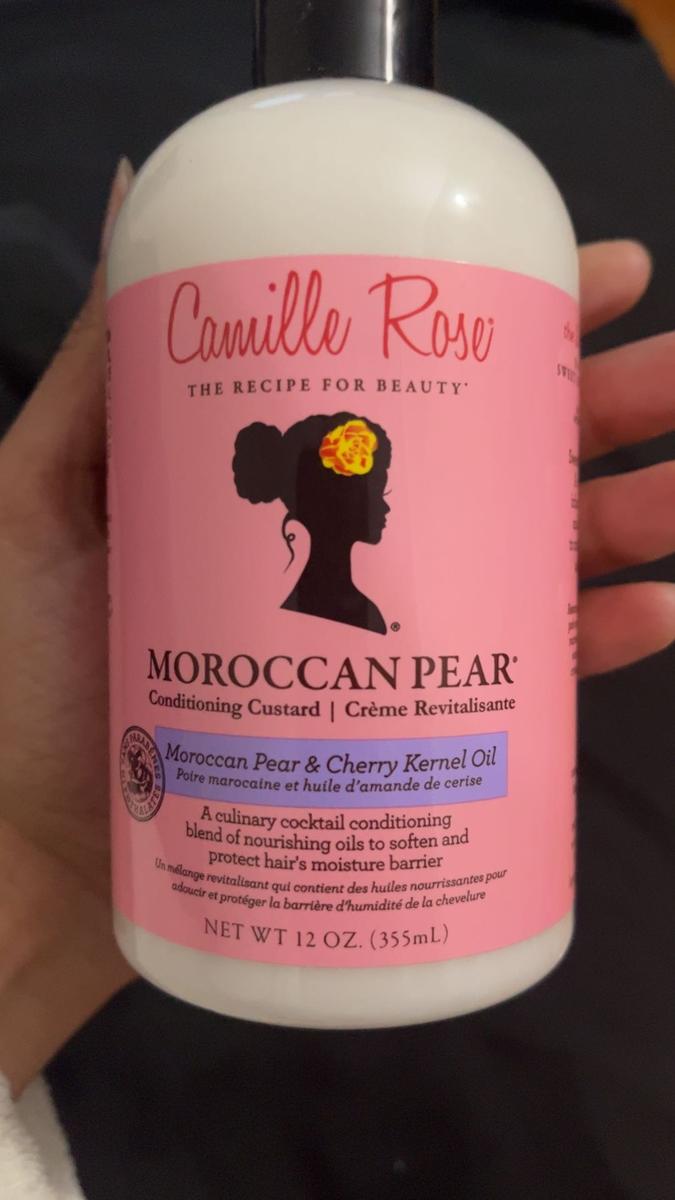 Camille Rose®
THE RECIPE FOR BEAUTY
®
MOROCCAN PEAR
Conditioning Custard | Crème Revitalisante
Moroccan Pear & Cherry Kernel Oil
Poire marocaine et huile d'amande de cerise
SANS PARABÈNES
A culinary cocktail conditioning
blend of nourishing oils to soften and
protect hair's moisture barrier
Un mélange revitalisant qui contient des huiles nourrissantes pour
adoucir et protéger la barrière d'humidité de la chevelure
NET WT 12 OZ. (355mL)